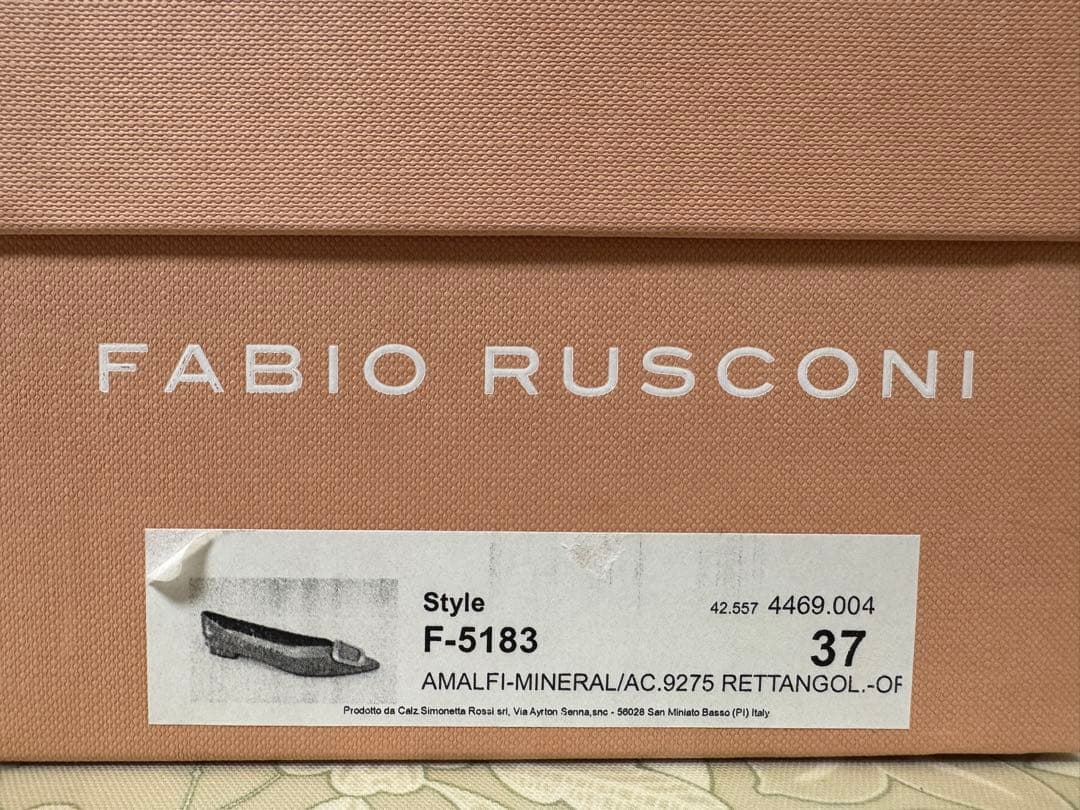 FABIO RUSCONI
Style
42.557 4469.004
F-5183
37
AMALFI-MINERAL/AC.9275 RETTANGOL.-OF
Prodotto da Calz.Simonetta Rossi srl, Via Ayrton Senna,snc - 56028 San Miniato Basso (PI) Italy